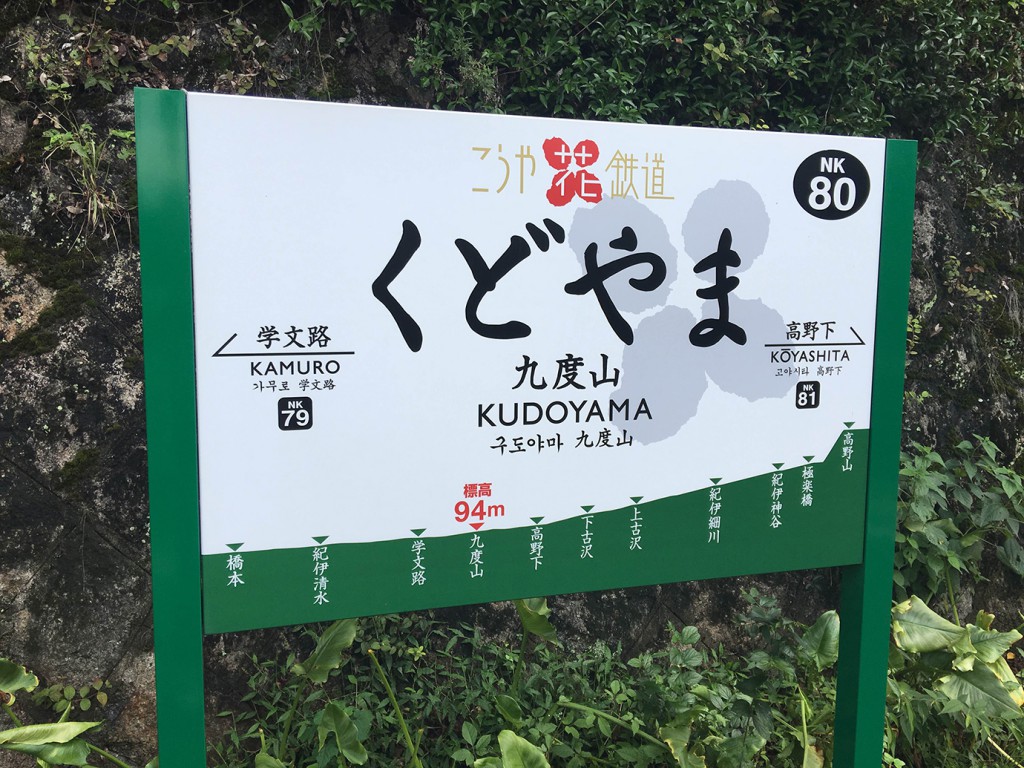 こうや花鉄道
NK
80
くどやま
九度山
KUDOYAMA
구도야마 九度山
学文路
KAMURO
가무로 学文路
NK
79
高野下
KŌYASHITA
고야시타 高野下
NK
81
標高
94m
橋本
紀伊清水
学文路
九度山
高野下
下古沢
上古沢
紀伊細川
紀伊神谷
極楽橋
高野山